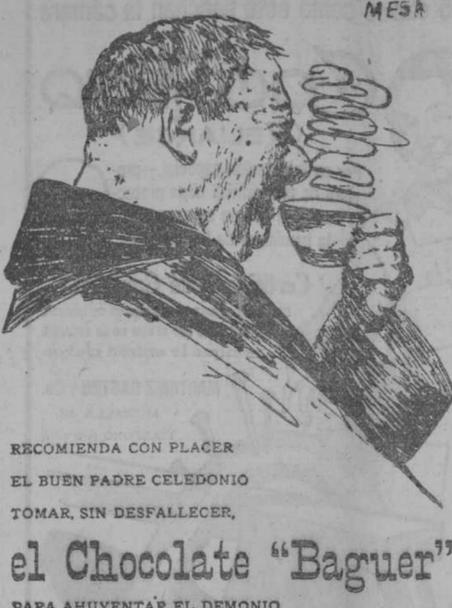 MESA
RECOMIENDA CON PLACER
EL BUEN PADRE CELEDONIO
TOMAR, SIN DESFALLECER,
el Chocolate “Baguer”
PARA AHUYENTAR EL DEMONIO